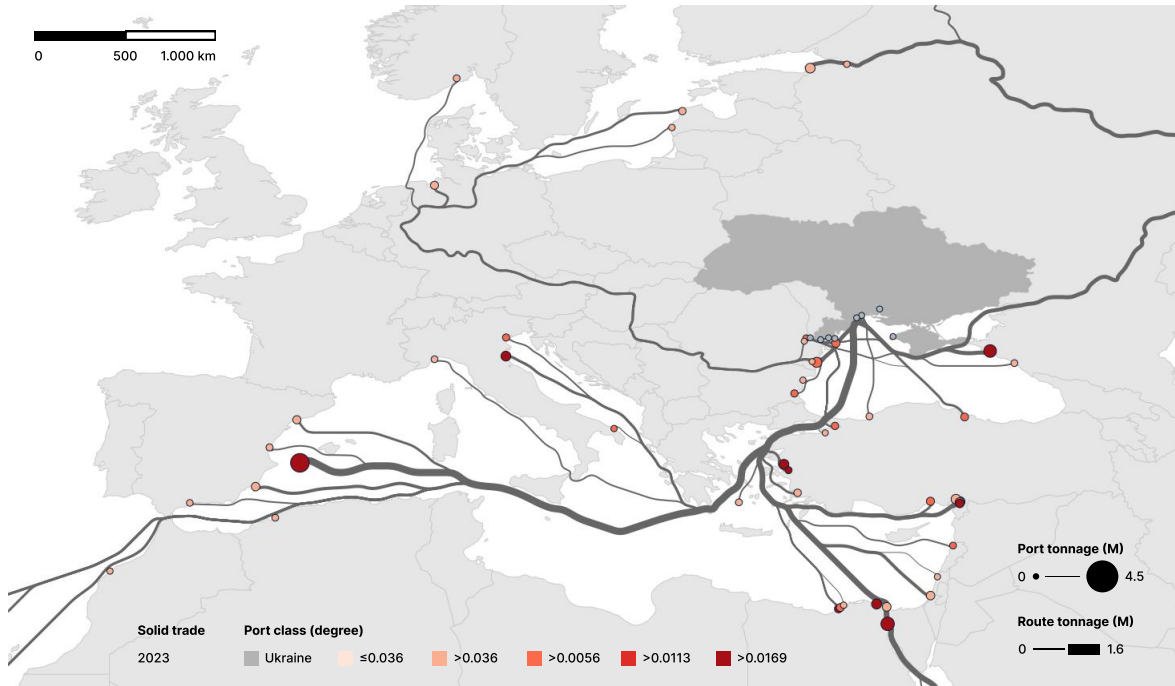 0 500 1.000 km
Port tonnage (M)
0 4.5
Route tonnage (M)
0 1.6
Solid trade Port class (degree)
2023 Ukraine ≤0.036 >0.036 >0.0056 >0.0113 >0.0169